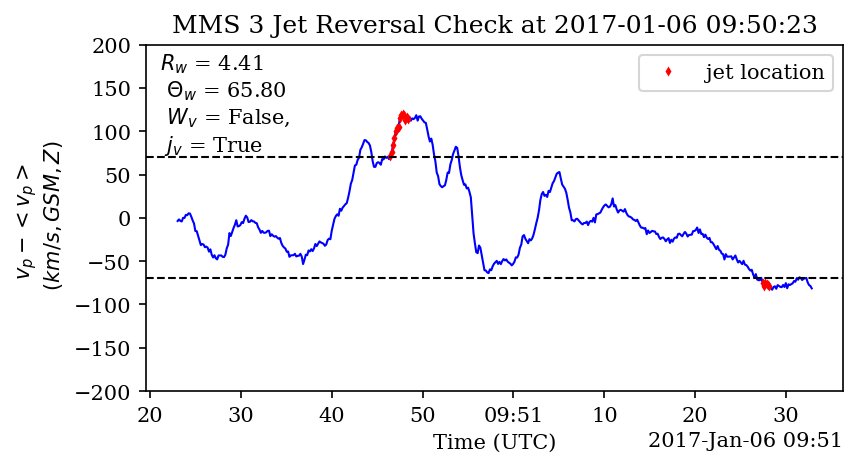 MMS 3 Jet Reversal Check at 2017-01-06 09:50:23
200
150
100
50
0
−50
−100
−150
−200
v_p − < v_p >
(km/s, GSM, Z)
R_w = 4.41
Θ_w = 65.80
W_v = False,
j_v = True
jet location
20 30 40 50 09:51 10 20 30
Time (UTC)
2017-Jan-06 09:51